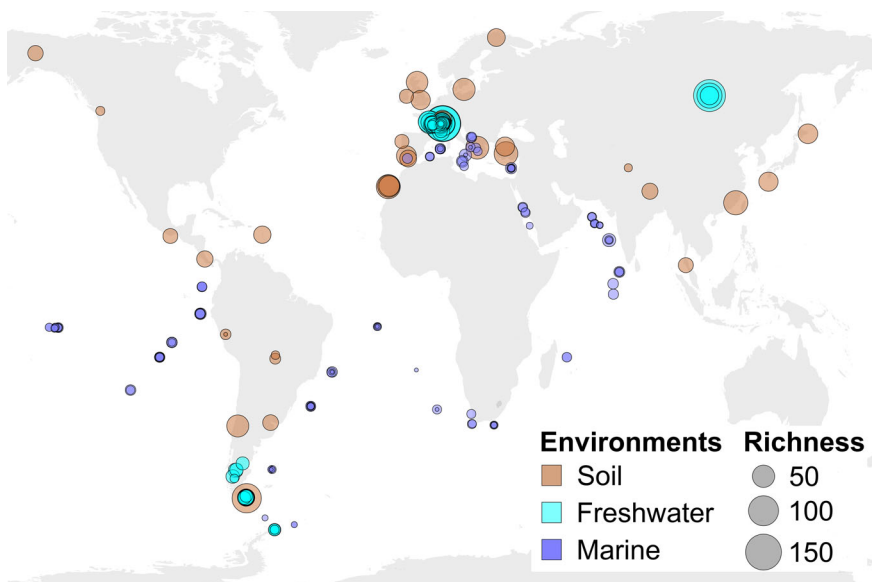 Environments
Soil
Freshwater
Marine
Richness
50
100
150